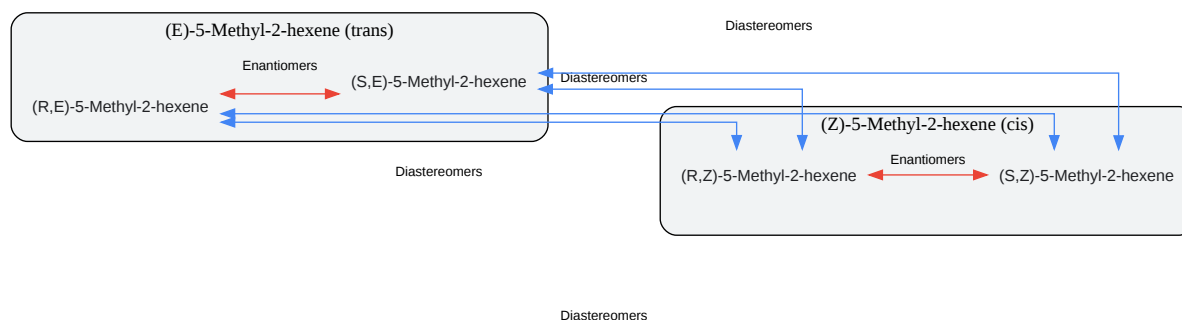 Diastereomers
(E)-5-Methyl-2-hexene (trans)
Enantiomers
(S,E)-5-Methyl-2-hexene
Diastereomers
(R,E)-5-Methyl-2-hexene
(Z)-5-Methyl-2-hexene (cis)
Enantiomers
Diastereomers
(R,Z)-5-Methyl-2-hexene
(S,Z)-5-Methyl-2-hexene
Diastereomers